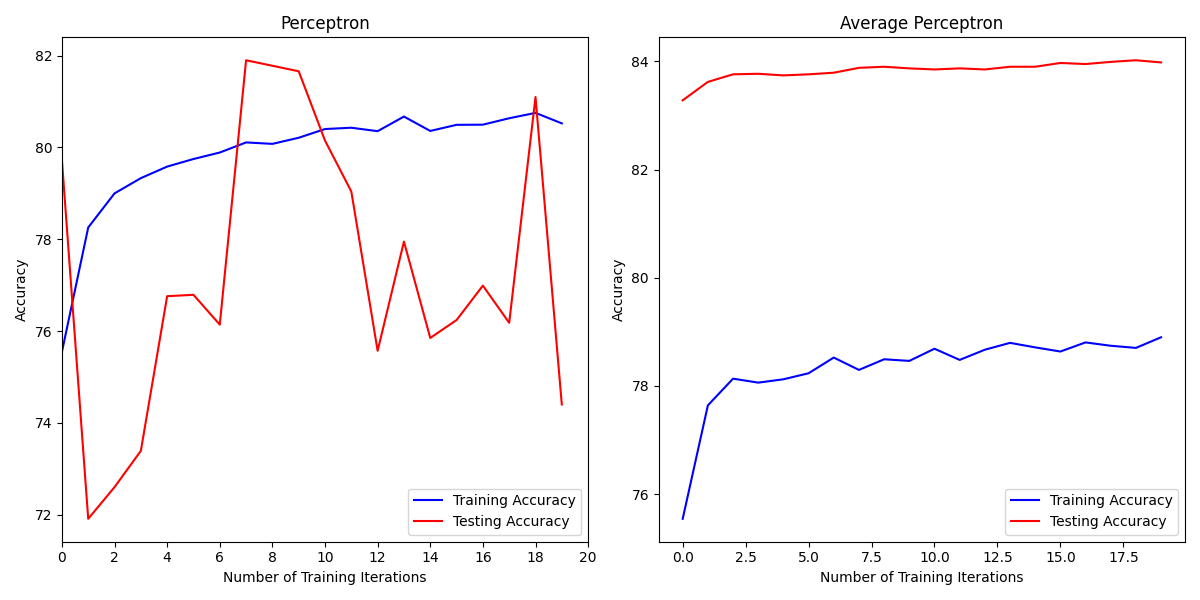 Perceptron
Accuracy
82
80
78
76
74
72
0 2 4 6 8 10 12 14 16 18 20
Number of Training Iterations
Training Accuracy
Testing Accuracy
Average Perceptron
Accuracy
84
82
80
78
76
0.0 2.5 5.0 7.5 10.0 12.5 15.0 17.5
Number of Training Iterations
Training Accuracy
Testing Accuracy